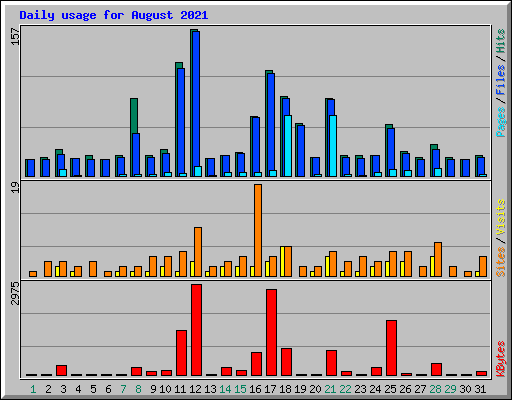 Daily usage for August 2021
157
Pages / Files / Hits
19
Sites / Visits
2975
KBytes
1 2 3 4 5 6 7 8 9 10 11 12 13 14 15 16 17 18 19 20 21 22 23 24 25 26 27 28 29 30 31